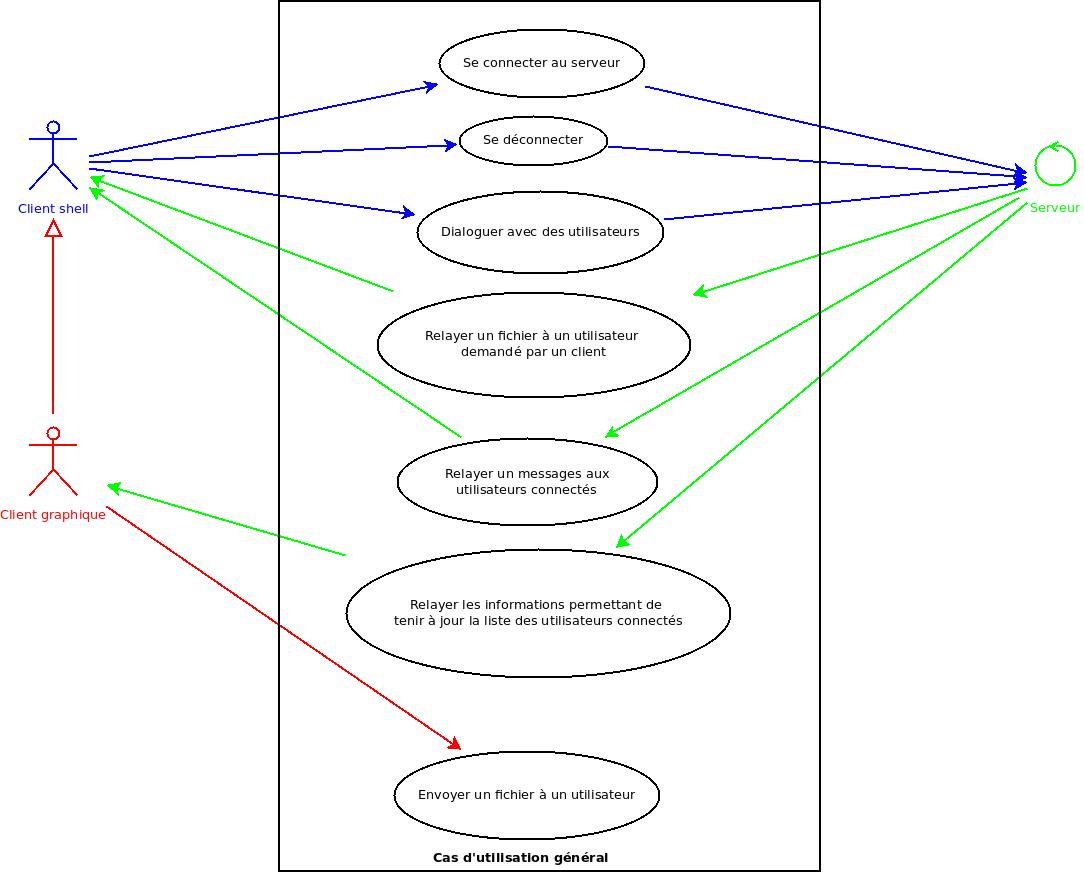 Se connecter au serveur
Se déconnecter
Client shell
Serveur
Dialoguer avec des utilisateurs
Relayer un fichier à un utilisateur
demandé par un client
Relayer un messages aux
utilisateurs connectés
Client graphique
Relayer les informations permettant de
tenir à jour la liste des utilisateurs connectés
Envoyer un fichier à un utilisateur
Cas d'utilisation général